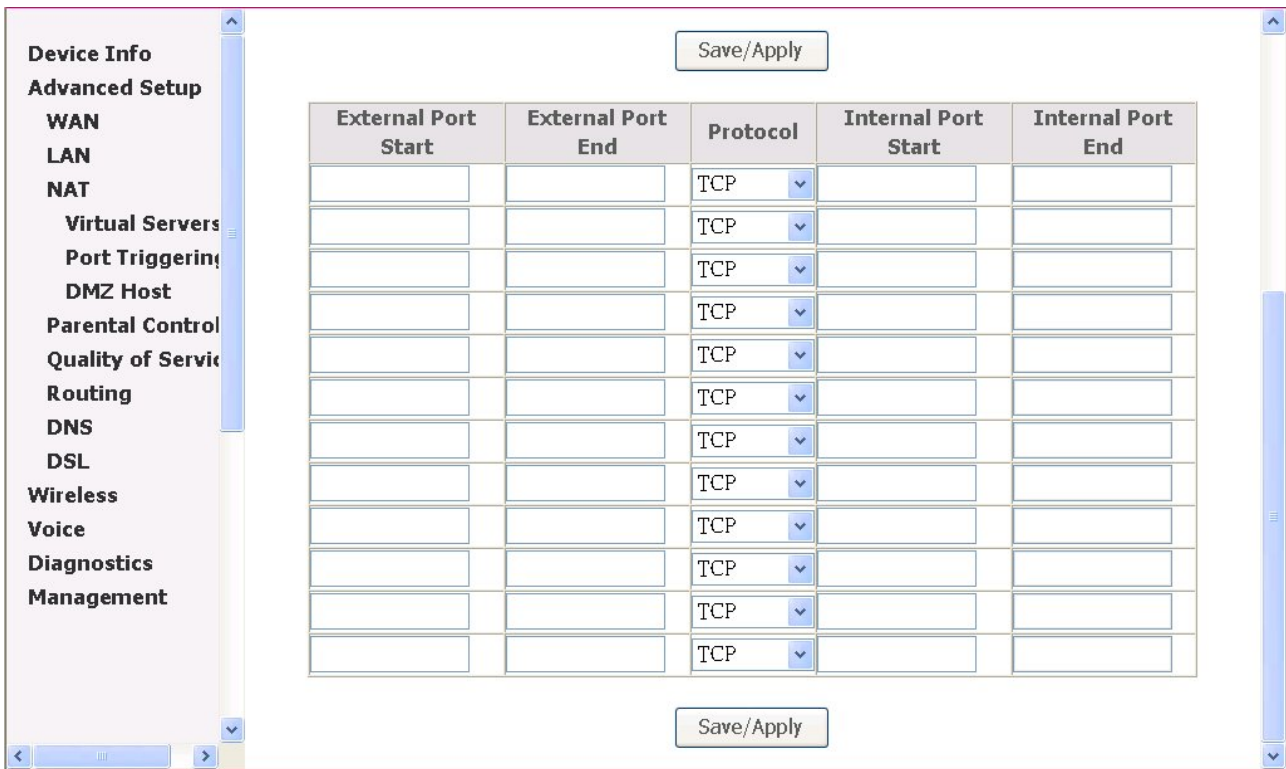 Device Info
Advanced Setup
WAN
LAN
NAT
Virtual Servers
Port Triggering
DMZ Host
Parental Control
Quality of Servic
Routing
DNS
DSL
Wireless
Voice
Diagnostics
Management
Save/Apply
External Port Start
External Port End
Protocol
Internal Port Start
Internal Port End
TCP
TCP
TCP
TCP
TCP
TCP
TCP
TCP
TCP
TCP
TCP
TCP
Save/Apply